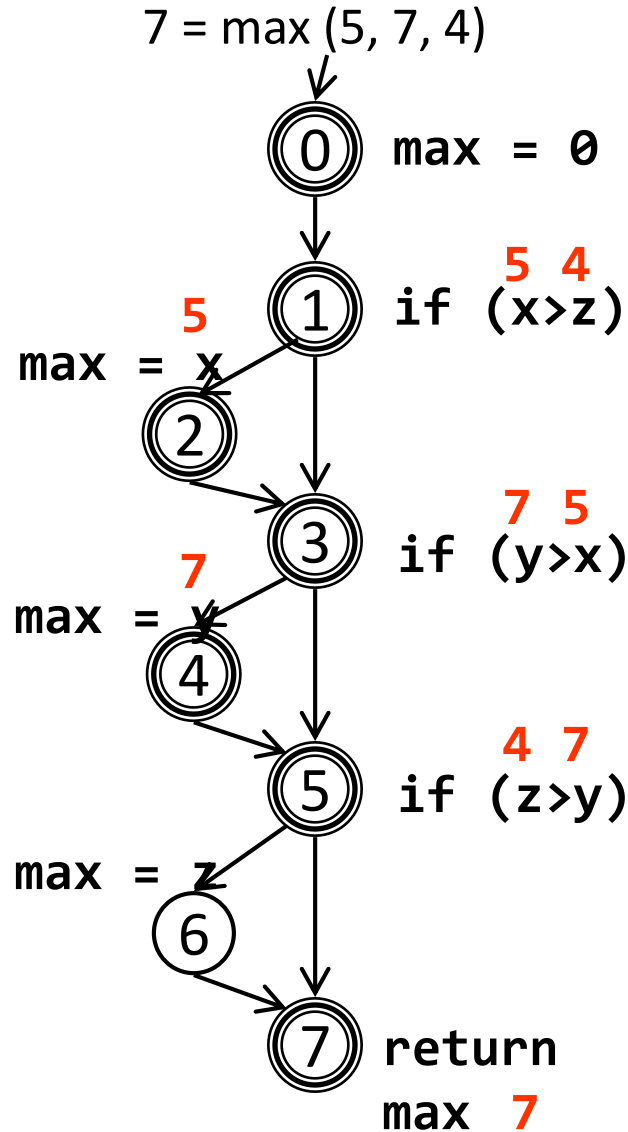 7 = max (5, 7, 4)
0 max = 0
5 4
1 if (x>z)
5
max = x
2
7 5
3 if (y>x)
7
max = y
4
4 7
5 if (z>y)
max = z
6
7 return
max 7